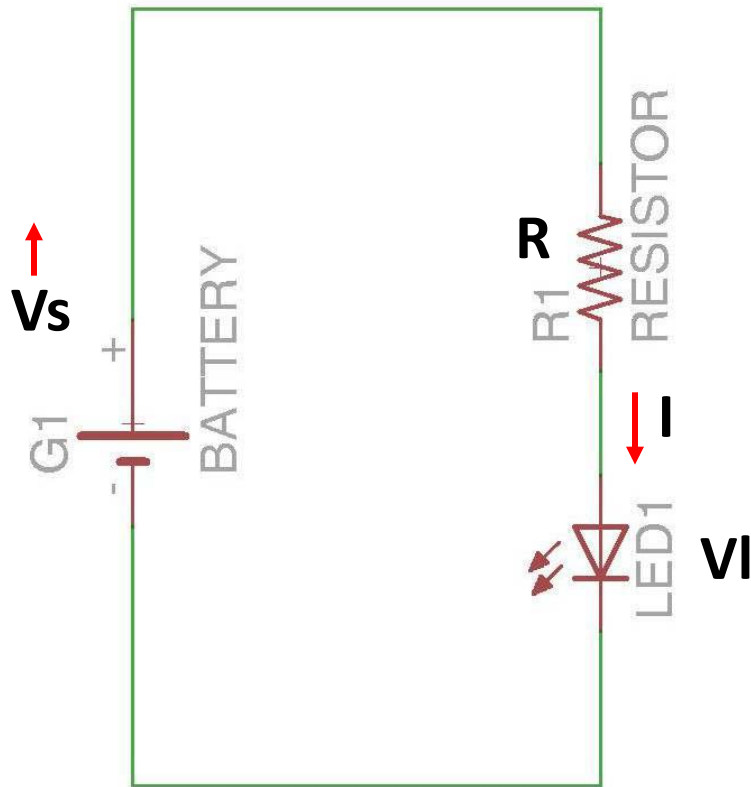 Vs
+
G1
-
BATTERY
R
R1
RESISTOR
I
LED1
Vl